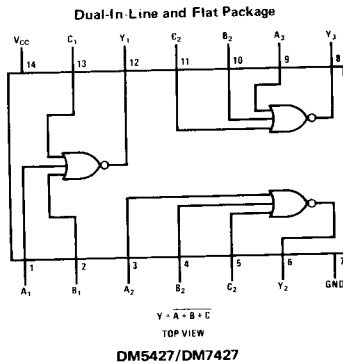 Dual-In-Line and Flat Package
V_CC C₁ Y₁ C₂ B₂ A₃ Y₃
14 13 12 11 10 9 8
1 2 3 4 5 6 7
A₁ B₁ A₂ B₂ C₂ Y₂ GND
Y = A + B + C
TOP VIEW
DM5427/DM7427